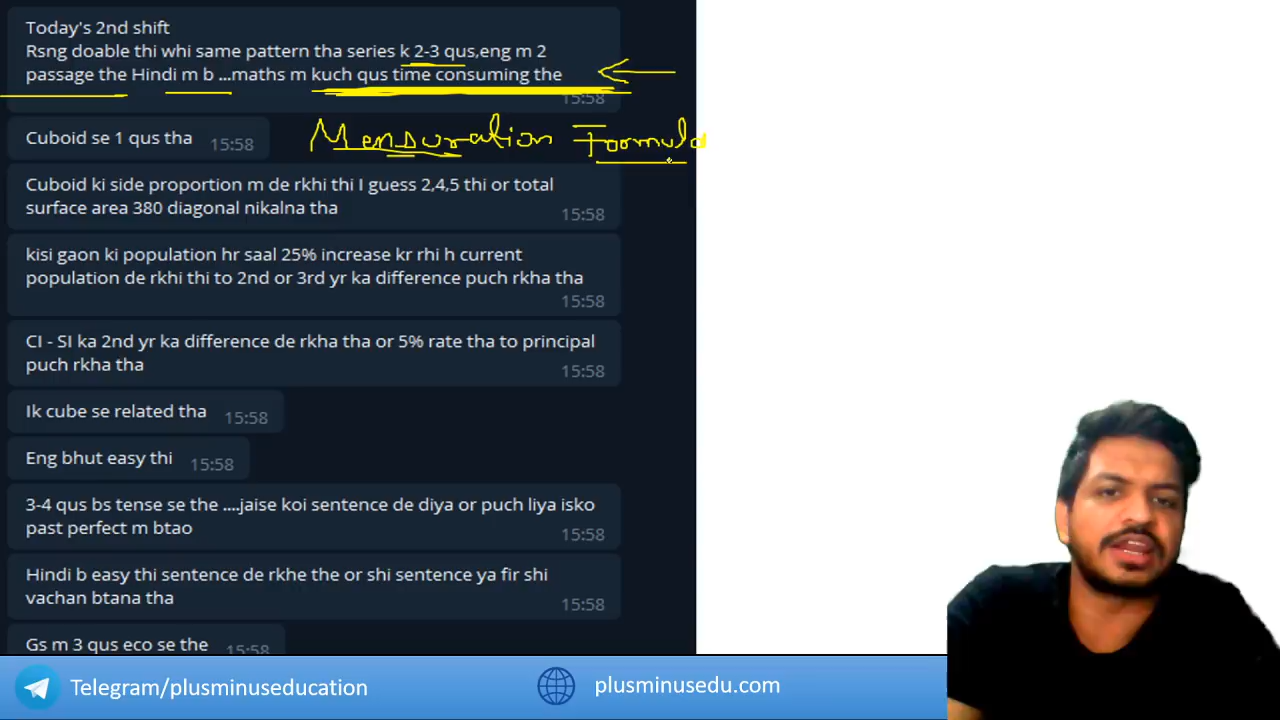 Today's 2nd shift
Rsng doable thi whi same pattern tha series k 2-3 qus,eng m 2
passage the Hindi m b ...maths m kuch qus time consuming the
15:58
Cuboid se 1 qus tha 15:58
Mensuration Formula
Cuboid ki side proportion m de rkhi thi I guess 2,4,5 thi or total
surface area 380 diagonal nikalna tha 15:58
kisi gaon ki population hr saal 25% increase kr rhi h current
population de rkhi thi to 2nd or 3rd yr ka difference puch rkha tha
15:58
CI - SI ka 2nd yr ka difference de rkha tha or 5% rate tha to principal
puch rkha tha 15:58
Ik cube se related tha 15:58
Eng bhut easy thi 15:58
3-4 qus bs tense se the ....jaise koi sentence de diya or puch liya isko
past perfect m btao 15:58
Hindi b easy thi sentence de rkhe the or shi sentence ya fir shi
vachan btana tha 15:58
Gs m 3 qus eco se the 15:58
Telegram/plusminuseducation
plusminusedu.com